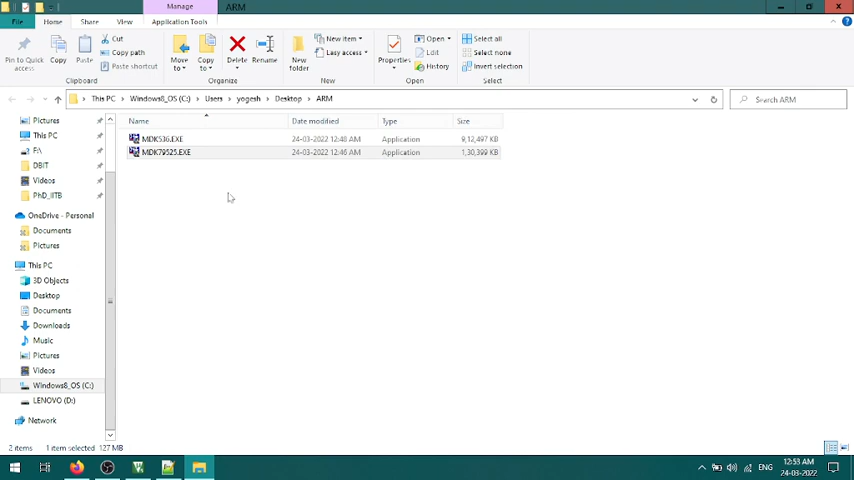 Manage
ARM
File
Home
Share
View
Application Tools
Pin to Quick access
Copy
Paste
Cut
Copy path
Paste shortcut
Clipboard
Move to
Copy to
Delete
Rename
Organize
New folder
New item
Easy access
New
Properties
Open
Edit
History
Open
Select all
Select none
Invert selection
Select
This PC > Windows8_OS (C:) > Users > yogesh > Desktop > ARM
Search ARM
Pictures
This PC
F:\
DBIT
Videos
PhD_IITB
OneDrive - Personal
Documents
Pictures
This PC
3D Objects
Desktop
Documents
Downloads
Music
Pictures
Videos
Windows8_OS (C:)
LENOVO (D:)
Network
Name Date modified Type Size
MDK536.EXE 24-03-2022 12:48 AM Application 9,12,497 KB
MDK79525.EXE 24-03-2022 12:46 AM Application 1,30,399 KB
2 items 1 item selected 127 MB
ENG
12:53 AM
24-03-2022